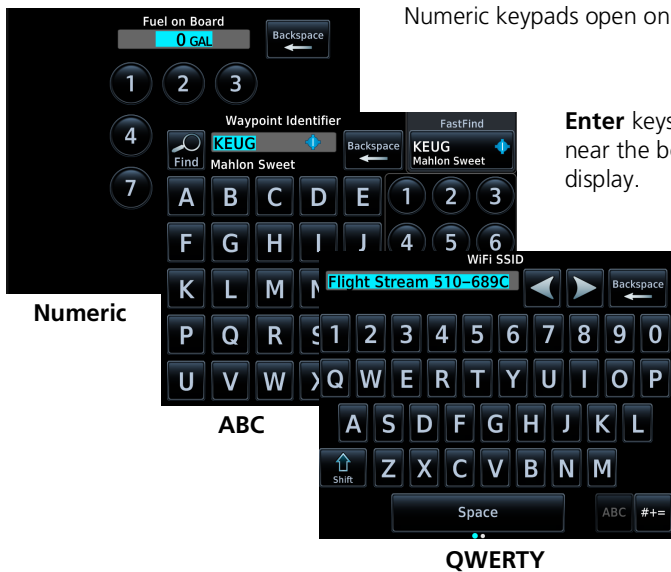 Numeric keypads open on
Fuel on Board
0 GAL
Backspace
1 2 3
4
7
Numeric
Enter keys
near the b
display.
Waypoint Identifier
Find
KEUG
Mahlon Sweet
Backspace
FastFind
KEUG
Mahlon Sweet
A B C D E 1 2 3
F G H I J 4 5 6
K L M
P Q R S
U V W X
ABC
WiFi SSID
Flight Stream 510-689C
Backspace
1 2 3 4 5 6 7 8 9 0
Q W E R T Y U I O P
A S D F G H J K L
Shift
Z X C V B N M
Space
ABC
#+=
QWERTY